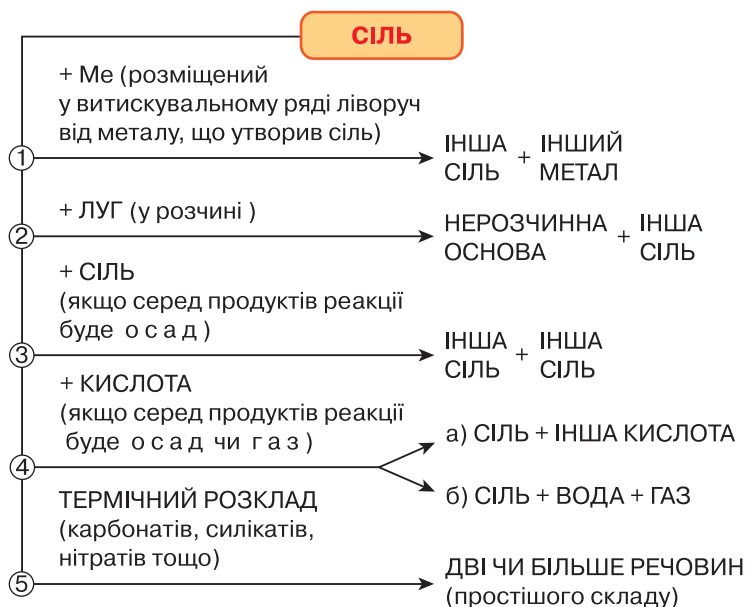 СІЛЬ
+ Ме (розміщений
у витискувальному ряді ліворуч
від металу, що утворив сіль)
① ІНША СІЛЬ + ІНШИЙ МЕТАЛ
+ ЛУГ (у розчині )
② НЕРОЗЧИННА ОСНОВА + ІНША СІЛЬ
+ СІЛЬ
(якщо серед продуктів реакції
буде о с а д )
③ ІНША СІЛЬ + ІНША СІЛЬ
+ КИСЛОТА
(якщо серед продуктів реакції
буде о с а д чи г а з )
④
а) СІЛЬ + ІНША КИСЛОТА
б) СІЛЬ + ВОДА + ГАЗ
ТЕРМІЧНИЙ РОЗКЛАД
(карбонатів, силікатів,
нітратів тощо)
⑤ ДВІ ЧИ БІЛЬШЕ РЕЧОВИН
(простішого складу)